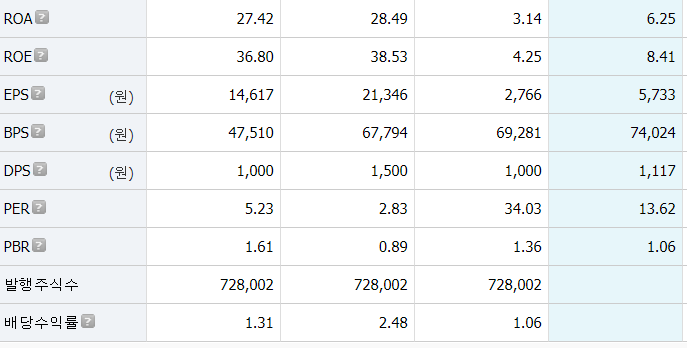 ROA ? 27.42 28.49 3.14 6.25
ROE ? 36.80 38.53 4.25 8.41
EPS ? (원) 14,617 21,346 2,766 5,733
BPS ? (원) 47,510 67,794 69,281 74,024
DPS ? (원) 1,000 1,500 1,000 1,117
PER ? 5.23 2.83 34.03 13.62
PBR ? 1.61 0.89 1.36 1.06
발행주식수 728,002 728,002 728,002
배당수익률 ? 1.31 2.48 1.06